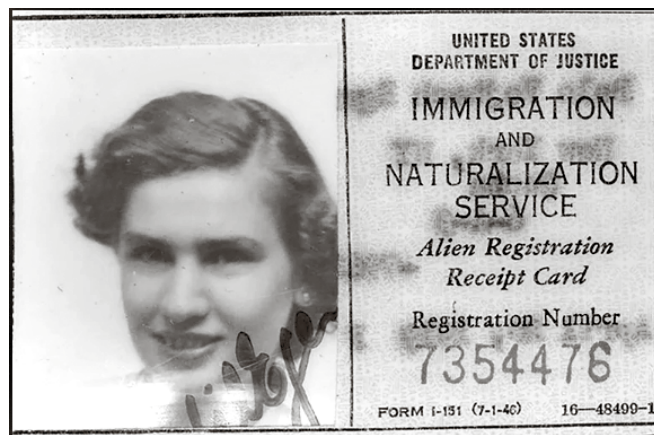 UNITED STATES
DEPARTMENT OF JUSTICE
IMMIGRATION
AND
NATURALIZATION
SERVICE
Alien Registration
Receipt Card
Registration Number
7354476
FORM I-151 (7-1-46) 16—48499-1